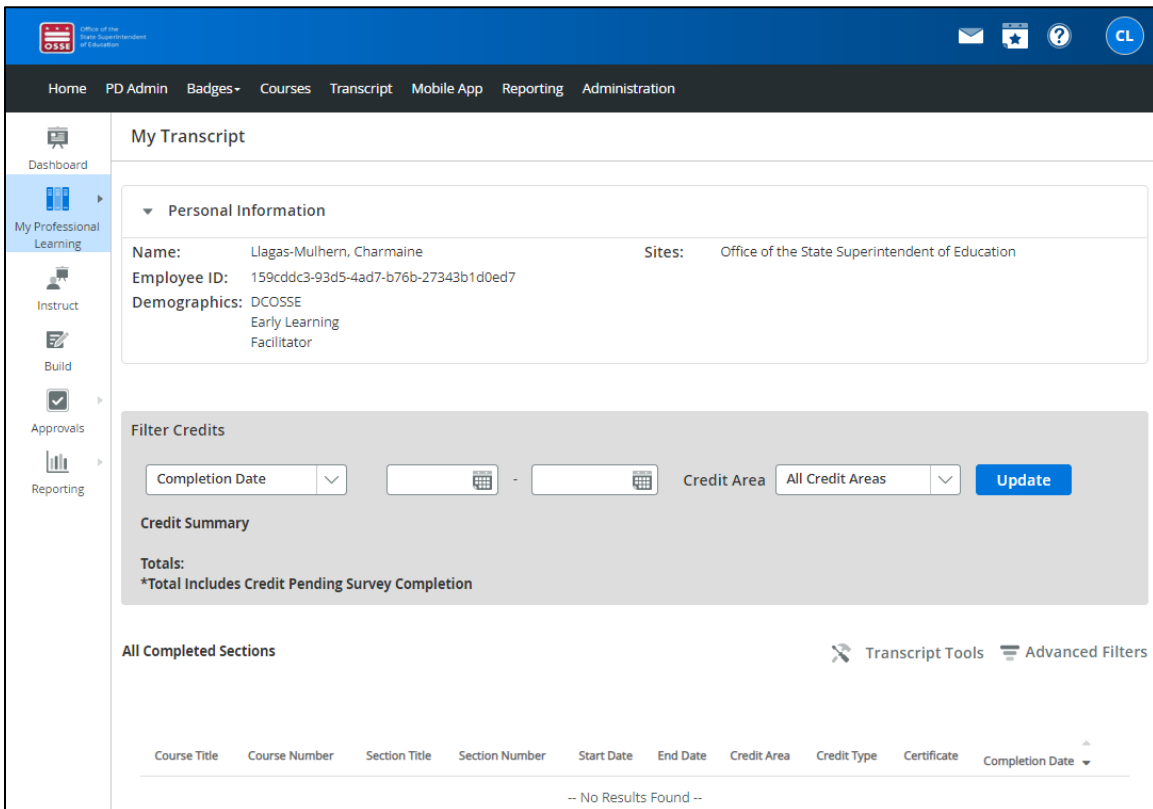 Office of the
State Superintendent
of Education
OSSE
CL
Home PD Admin Badges Courses Transcript Mobile App Reporting Administration
Dashboard
My Professional
Learning
Instruct
Build
Approvals
Reporting
My Transcript
Personal Information
Name: Llagas-Mulhern, Charmaine Sites: Office of the State Superintendent of Education
Employee ID: 159cddc3-93d5-4ad7-b76b-27343b1d0ed7
Demographics: DCOSSE
Early Learning
Facilitator
Filter Credits
Completion Date - Credit Area All Credit Areas Update
Credit Summary
Totals:
*Total Includes Credit Pending Survey Completion
All Completed Sections Transcript Tools Advanced Filters
Course Title Course Number Section Title Section Number Start Date End Date Credit Area Credit Type Certificate Completion Date
-- No Results Found --